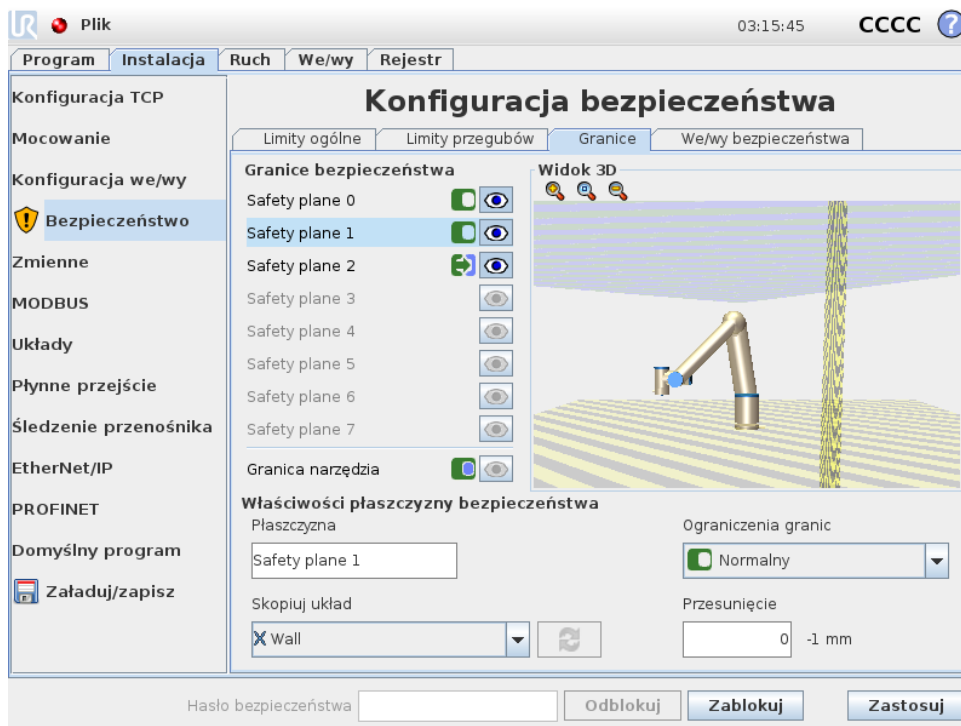 UR Plik 03:15:45 CCCC ?
Program Instalacja Ruch We/wy Rejestr
Konfiguracja TCP
Mocowanie
Konfiguracja we/wy
Bezpieczeństwo
Zmienne
MODBUS
Układy
Płynne przejście
Śledzenie przenośnika
EtherNet/IP
PROFINET
Domyślny program
Załaduj/zapisz
Konfiguracja bezpieczeństwa
Limity ogólne Limity przegubów Granice We/wy bezpieczeństwa
Granice bezpieczeństwa
Safety plane 0
Safety plane 1
Safety plane 2
Safety plane 3
Safety plane 4
Safety plane 5
Safety plane 6
Safety plane 7
Granica narzędzia
Widok 3D
Właściwości płaszczyzny bezpieczeństwa
Płaszczyzna
Safety plane 1
Ograniczenia granic
Normalny
Skopiuj układ
Wall
Przesunięcie
0 -1 mm
Hasło bezpieczeństwa Odblokuj Zablokuj Zastosuj